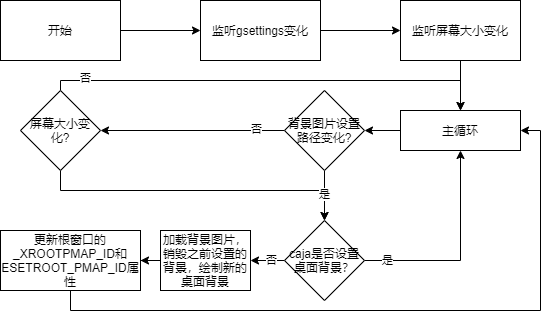 开始
监听gsettings变化
监听屏幕大小变化
否
屏幕大小变
化?
否
背景图片设置
路径变化?
主循环
是
更新根窗口的
_XROOTPMAP_ID和
ESETROOT_PMAP_ID属
性
加载背景图片，
销毁之前设置的
背景，绘制新的
桌面背景
否
caja是否设置
桌面背景?
是